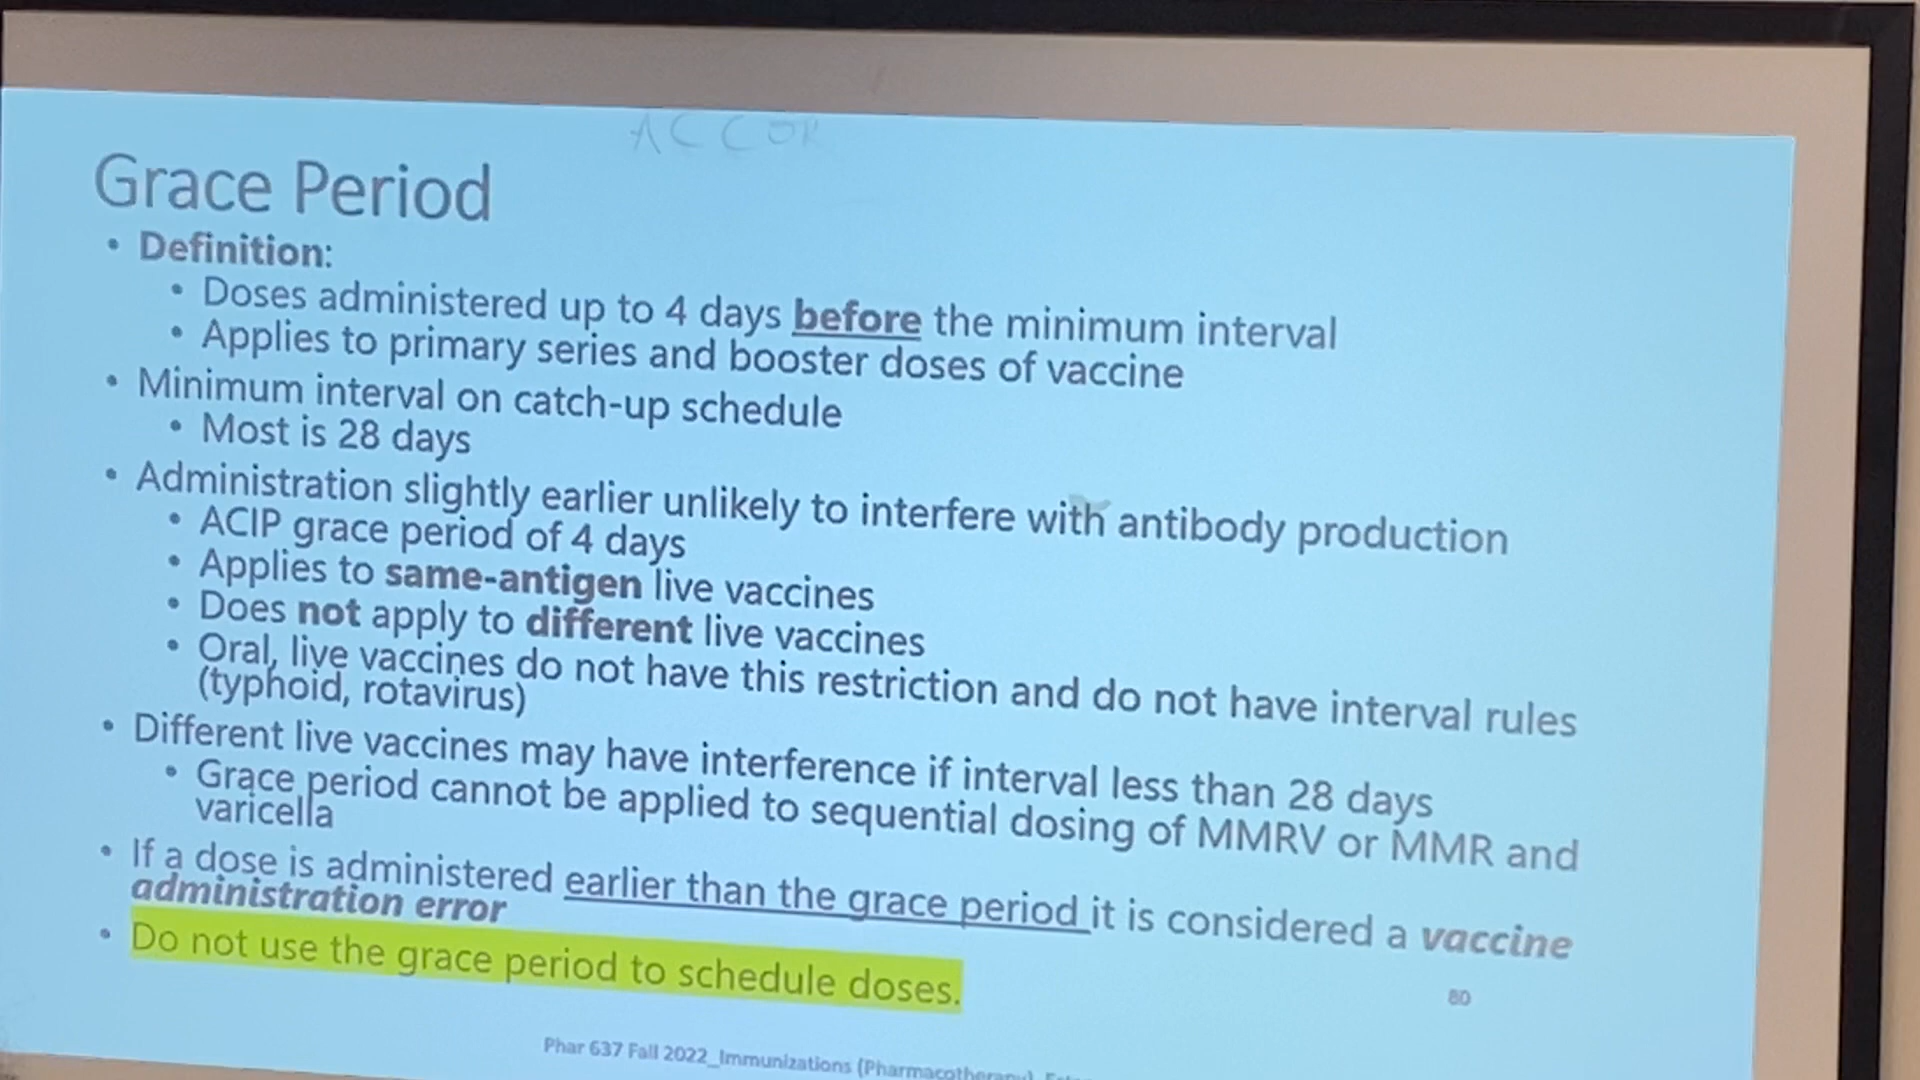 ACCOR
Grace Period
• Definition:
• Doses administered up to 4 days before the minimum interval
• Applies to primary series and booster doses of vaccine
• Minimum interval on catch-up schedule
• Most is 28 days
• Administration slightly earlier unlikely to interfere with antibody production
• ACIP grace period of 4 days
• Applies to same-antigen live vaccines
• Does not apply to different live vaccines
• Oral, live vaccines do not have this restriction and do not have interval rules
(typhoid, rotavirus)
• Different live vaccines may have interference if interval less than 28 days
• Grace period cannot be applied to sequential dosing of MMRV or MMR and
varicella
• If a dose is administered earlier than the grace period it is considered a vaccine
administration error
• Do not use the grace period to schedule doses.
80
Phar 637 Fall 2022_Immunizations (Pharmacotherapy)